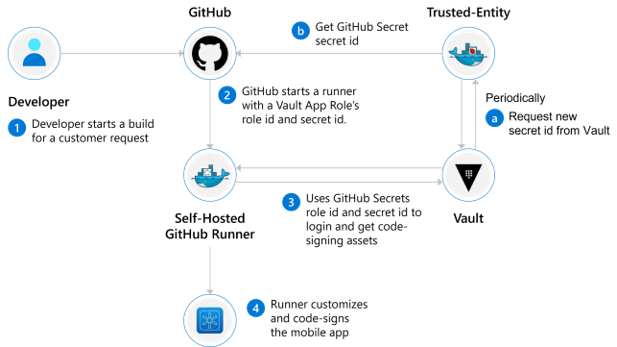 GitHub
Trusted-Entity
b Get GitHub Secret
secret id
Developer
1 Developer starts a build
for a customer request
2 GitHub starts a runner
with a Vault App Role's
role id and secret id.
Periodically
a Request new
secret id from Vault
Self-Hosted
GitHub Runner
3 Uses GitHub Secrets
role id and secret id to
login and get code-
signing assets
Vault
4 Runner customizes
and code-signs
the mobile app